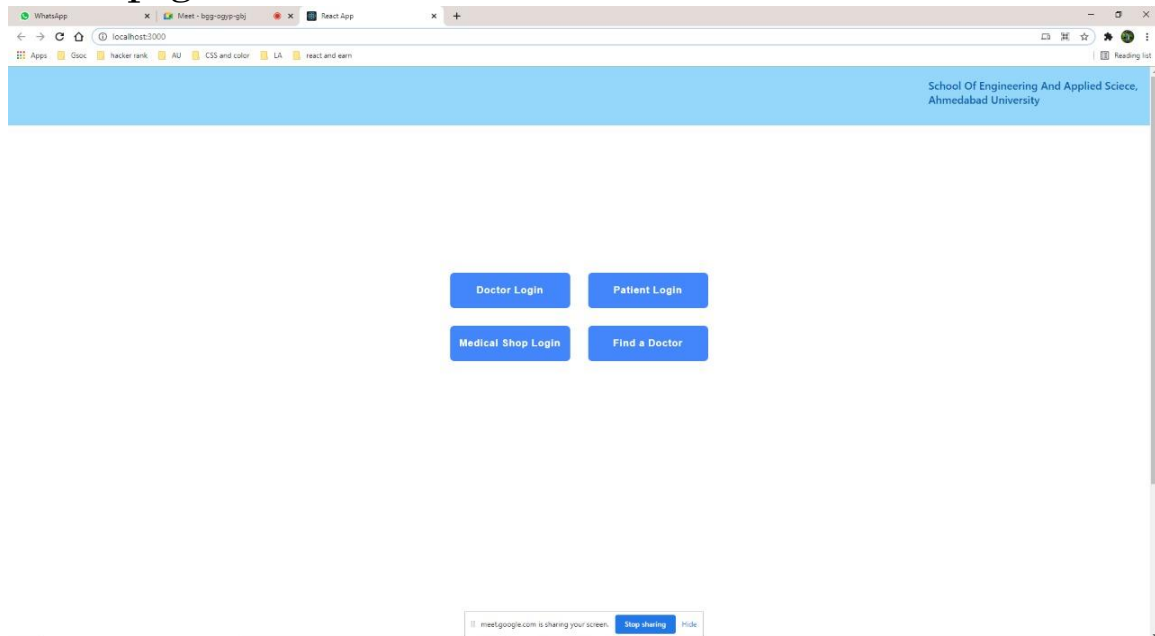 WhatsApp
Meet - bgg-ogyp-gbj
React App
localhost:3000
Apps Gsoc hacker rank AU CSS and color LA react and earn Reading list
School Of Engineering And Applied Sciece,
Ahmedabad University
Doctor Login Patient Login
Medical Shop Login Find a Doctor
meet.google.com is sharing your screen. Stop sharing Hide